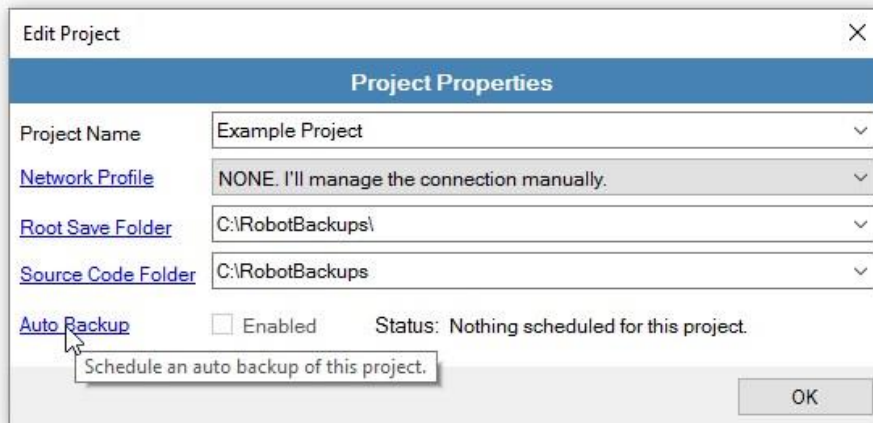 Edit Project
Project Properties
Project Name Example Project
Network Profile NONE. I'll manage the connection manually.
Root Save Folder C:\RobotBackups\
Source Code Folder C:\RobotBackups
Auto Backup Enabled Status: Nothing scheduled for this project.
Schedule an auto backup of this project.
OK